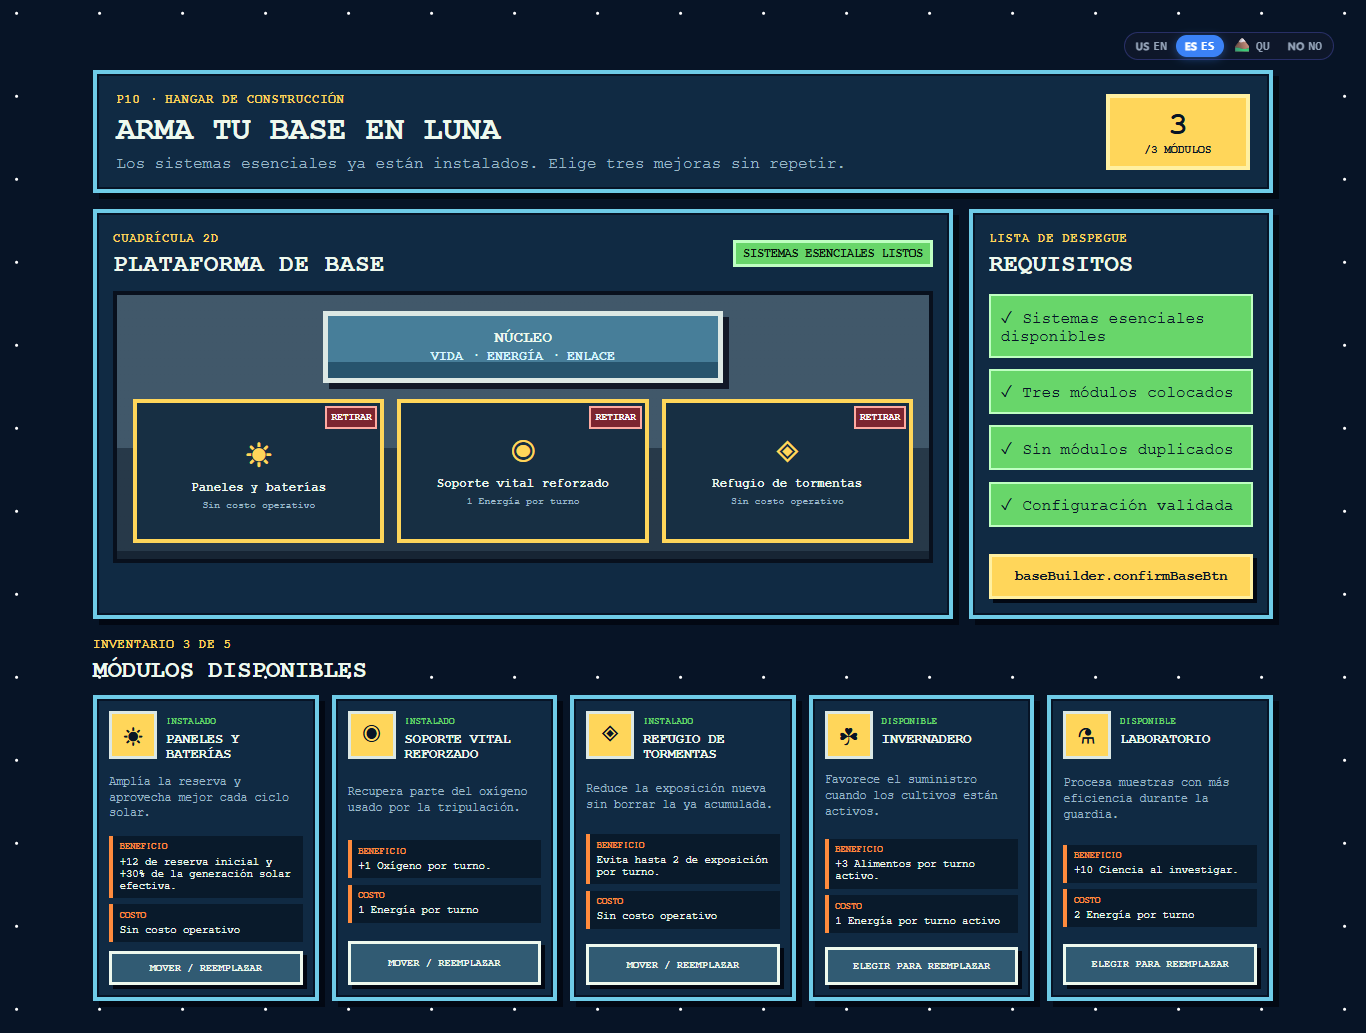 US EN
ES ES
QU
NO NO
P10 · HANGAR DE CONSTRUCCIÓN
ARMA TU BASE EN LUNA
Los sistemas esenciales ya están instalados. Elige tres mejoras sin repetir.
3
/3 MÓDULOS
CUADRÍCULA 2D
PLATAFORMA DE BASE
SISTEMAS ESENCIALES LISTOS
NÚCLEO
VIDA · ENERGÍA · ENLACE
RETIRAR
Paneles y baterías
Sin costo operativo
RETIRAR
Soporte vital reforzado
1 Energía por turno
RETIRAR
Refugio de tormentas
Sin costo operativo
LISTA DE DESPEGUE
REQUISITOS
✓ Sistemas esenciales
disponibles
✓ Tres módulos colocados
✓ Sin módulos duplicados
✓ Configuración validada
baseBuilder.confirmBaseBtn
INVENTARIO 3 DE 5
MÓDULOS DISPONIBLES
INSTALADO
PANELES Y
BATERÍAS
Amplía la reserva y
aprovecha mejor cada ciclo
solar.
BENEFICIO
+12 de reserva inicial y
+30% de la generación solar
efectiva.
COSTO
Sin costo operativo
MOVER / REEMPLAZAR
INSTALADO
SOPORTE VITAL
REFORZADO
Recupera parte del oxígeno
usado por la tripulación.
BENEFICIO
+1 Oxígeno por turno.
COSTO
1 Energía por turno
MOVER / REEMPLAZAR
INSTALADO
REFUGIO DE
TORMENTAS
Reduce la exposición nueva
sin borrar la ya acumulada.
BENEFICIO
Evita hasta 2 de exposición
por turno.
COSTO
Sin costo operativo
MOVER / REEMPLAZAR
DISPONIBLE
INVERNADERO
Favorece el suministro
cuando los cultivos están
activos.
BENEFICIO
+3 Alimentos por turno
activo.
COSTO
1 Energía por turno activo
ELEGIR PARA REEMPLAZAR
DISPONIBLE
LABORATORIO
Procesa muestras con más
eficiencia durante la
guardia.
BENEFICIO
+10 Ciencia al investigar.
COSTO
2 Energía por turno
ELEGIR PARA REEMPLAZAR